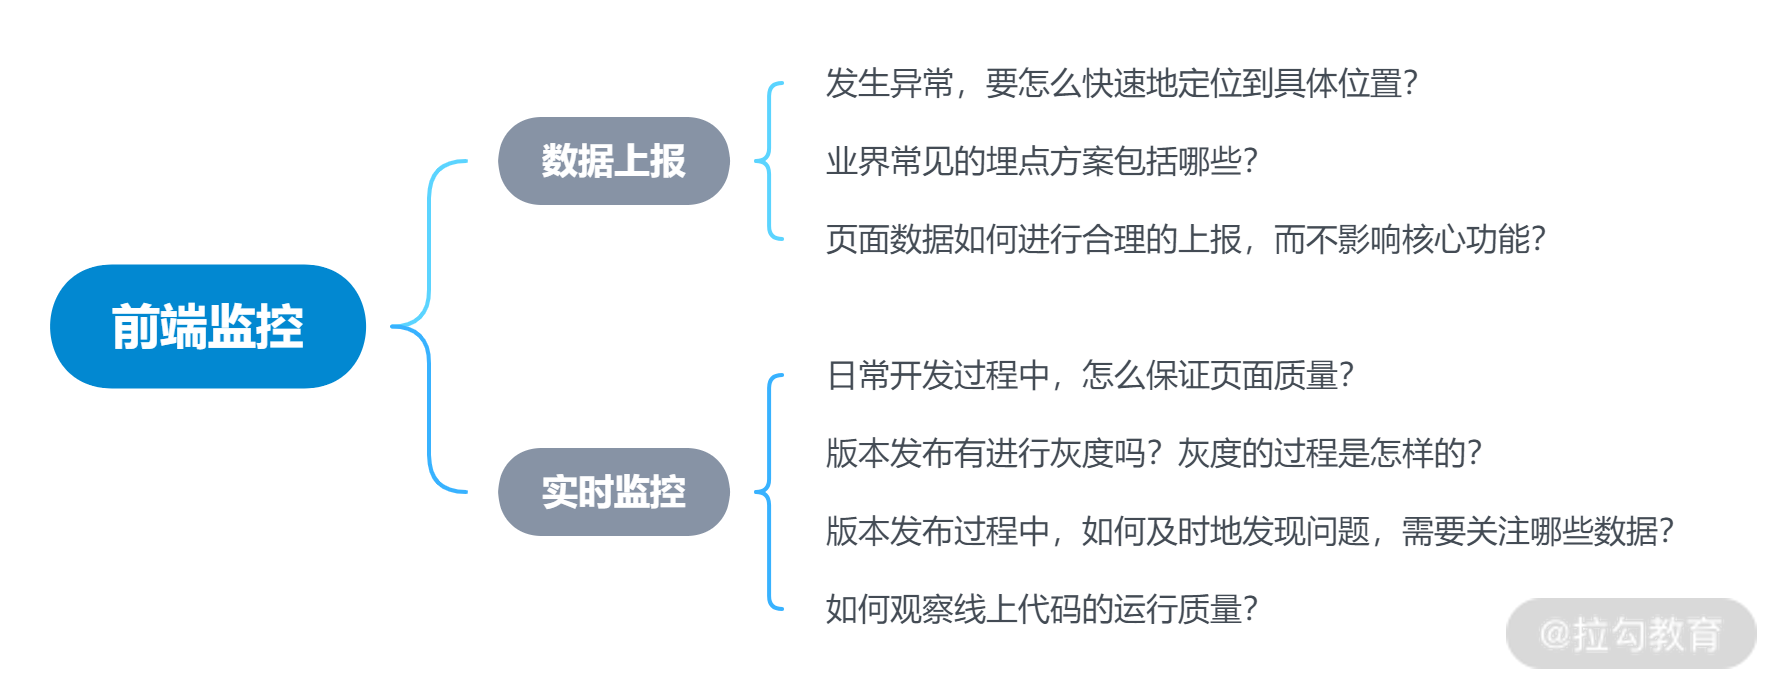 前端监控
数据上报
发生异常，要怎么快速地定位到具体位置？
业界常见的埋点方案包括哪些？
页面数据如何进行合理的上报，而不影响核心功能？
实时监控
日常开发过程中，怎么保证页面质量？
版本发布有进行灰度吗？灰度的过程是怎样的？
版本发布过程中，如何及时地发现问题，需要关注哪些数据？
如何观察线上代码的运行质量？
@拉勾教育